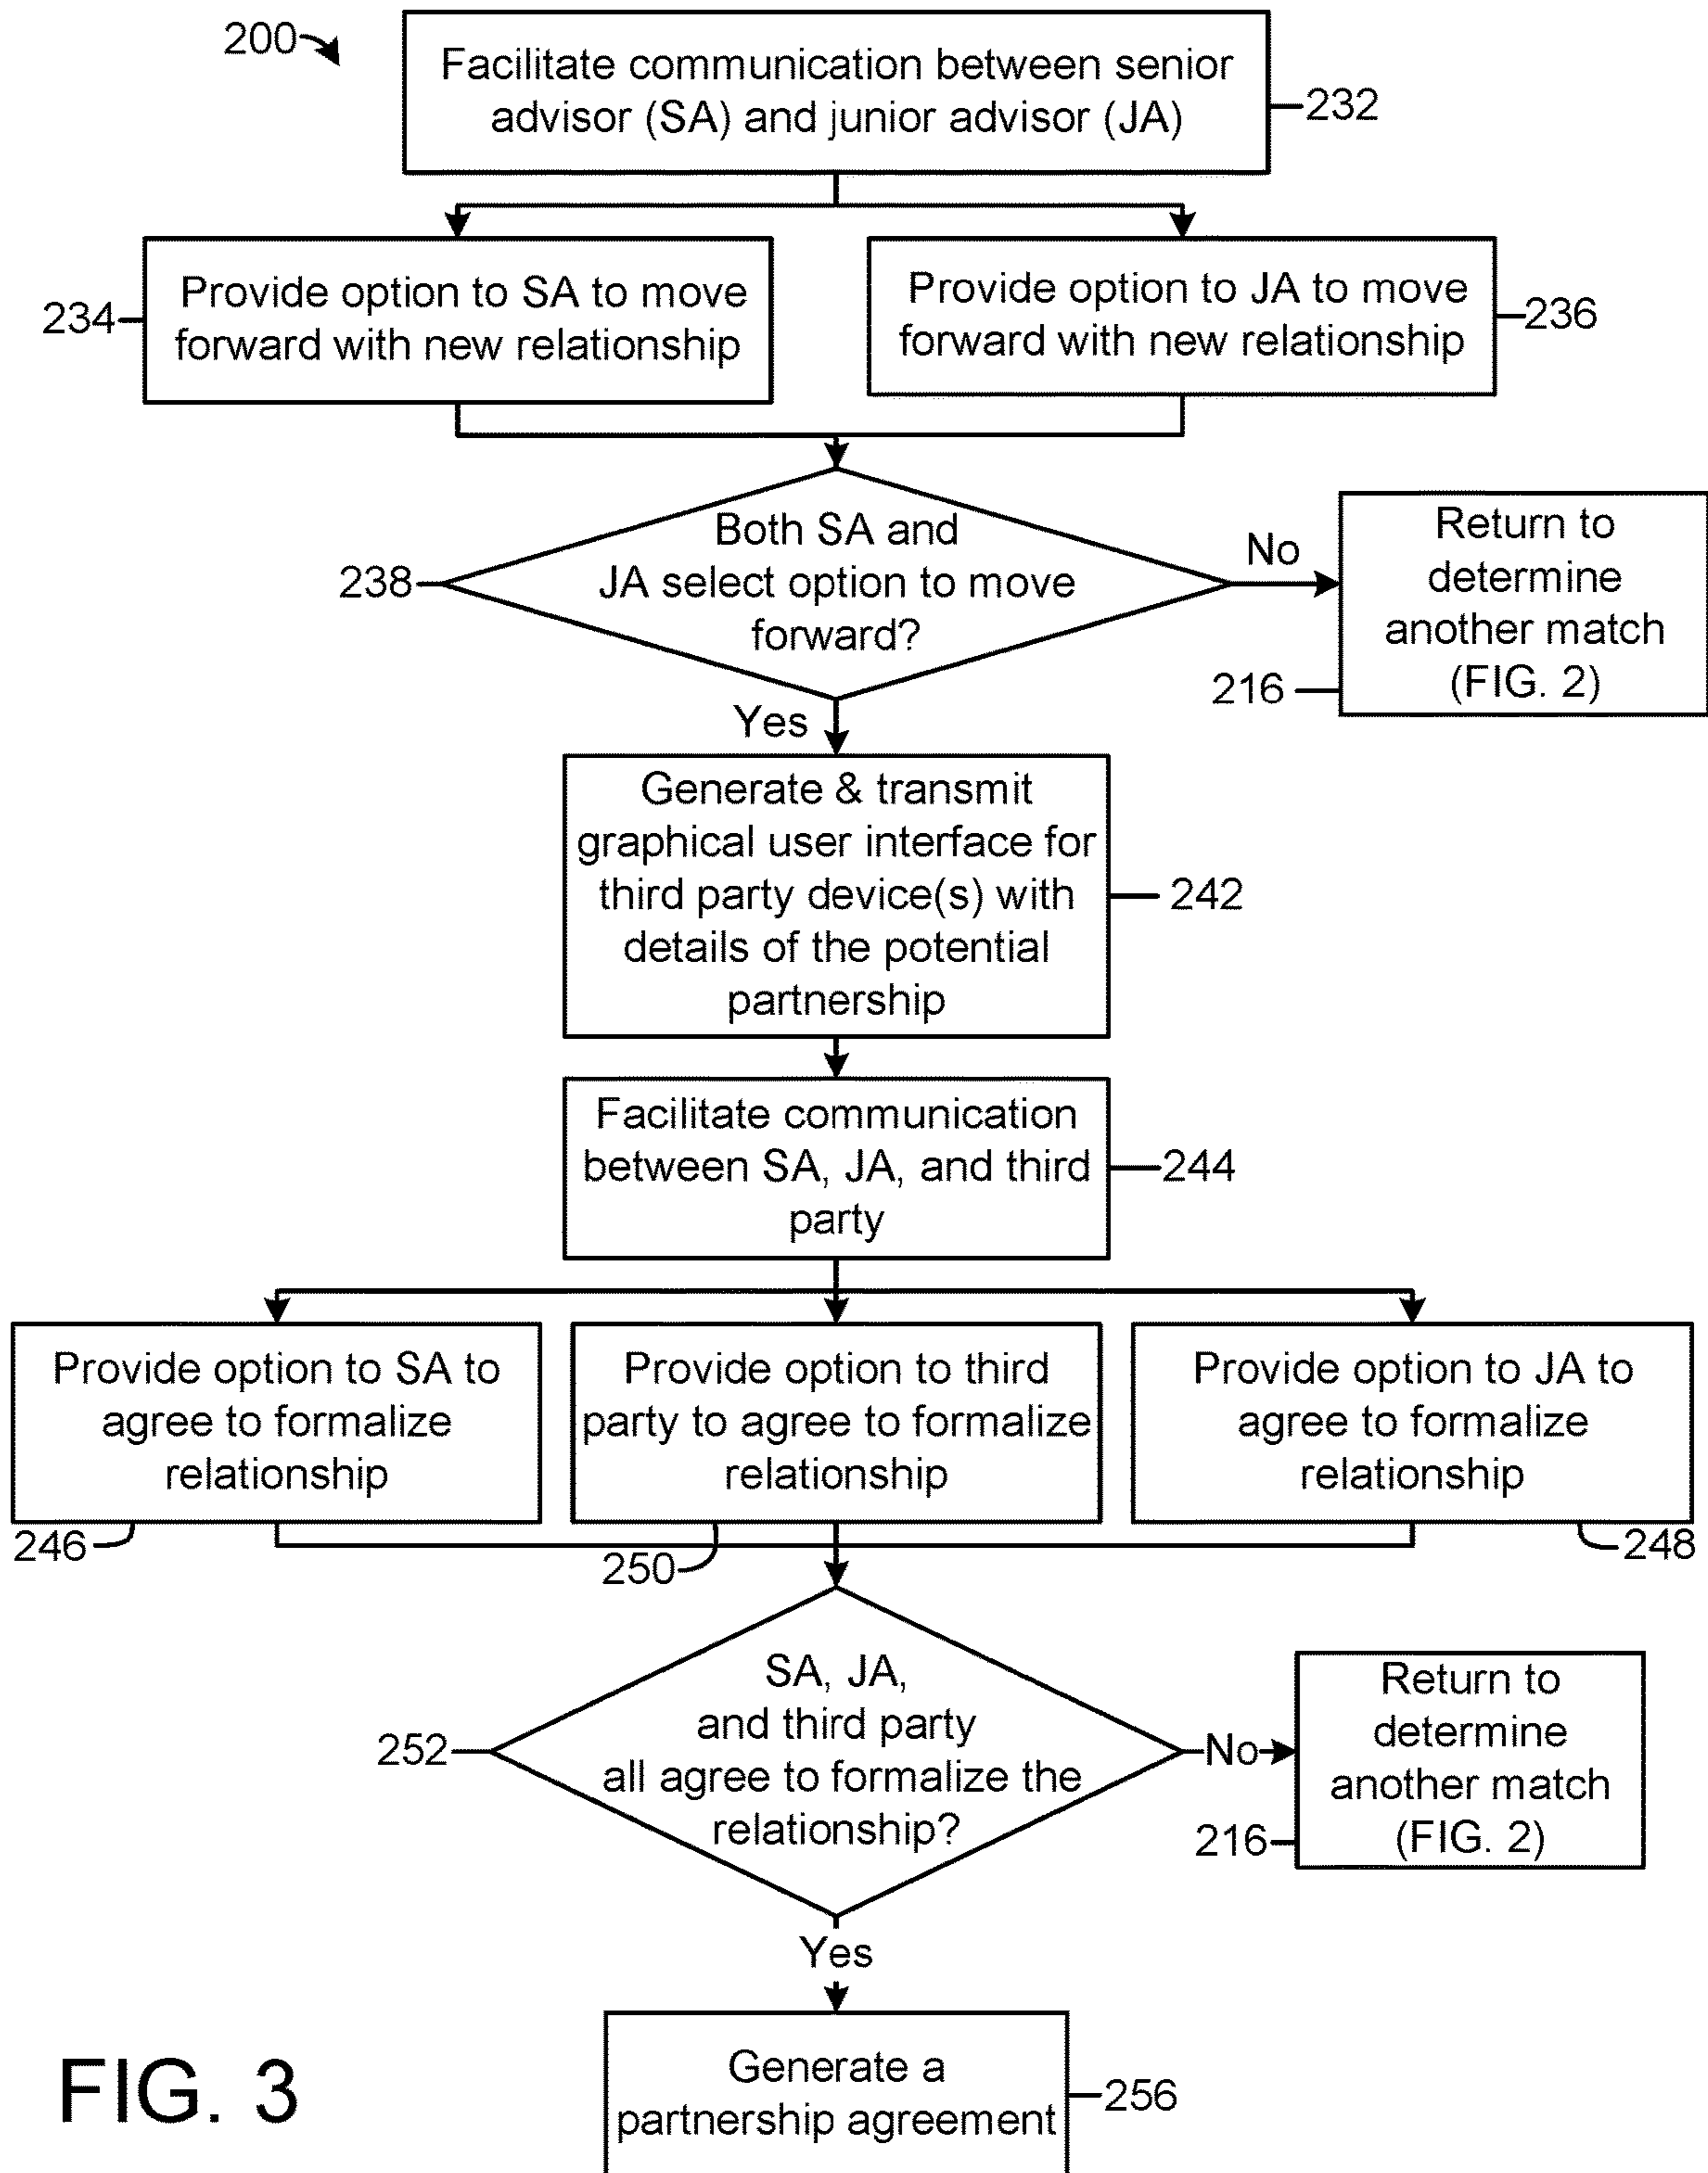 200
Facilitate communication between senior
advisor (SA) and junior advisor (JA)
232
234
Provide option to SA to move
forward with new relationship
Provide option to JA to move
forward with new relationship
236
238
Both SA and
JA select option to move
forward?
No
Return to
determine
another match
(FIG. 2)
216
Yes
Generate & transmit
graphical user interface for
third party device(s) with
details of the potential
partnership
242
Facilitate communication
between SA, JA, and third
party
244
Provide option to SA to
agree to formalize
relationship
246
Provide option to third
party to agree to formalize
relationship
250
Provide option to JA to
agree to formalize
relationship
248
252
SA, JA,
and third party
all agree to formalize the
relationship?
No
Return to
determine
another match
(FIG. 2)
216
Yes
Generate a
partnership agreement
256
FIG. 3